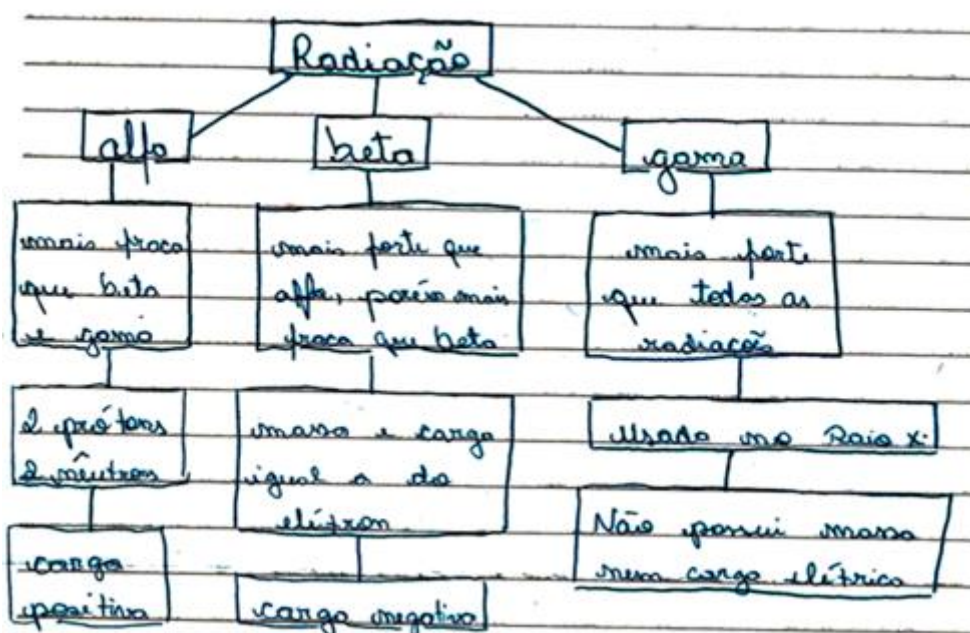 Radiação
alfa
beta
gama
mais fraca
que beta
e gama
mais forte que
alfa, porém mais
fraca que beta
mais forte
que todas as
radiação
2 prótons
2 nêutrons
massa e carga
igual a do
elétron
Usado no Raio X.
carga
positiva
carga negativa
Não possui massa
nem carga elétrica